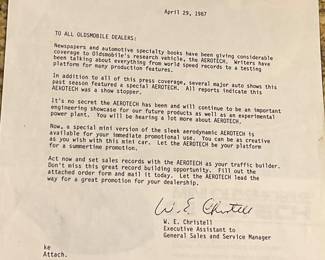 April 29, 1987
TO ALL OLDSMOBILE DEALERS:
Newspapers and automotive specialty books have been giving considerable
coverage to Oldsmobile's research vehicle, the AEROTECH. Writers have
been talking about everything from world speed records to a testing
platform for many production features.
In addition to all of this press coverage, several major auto shows this
past season featured a special AEROTECH. All reports indicate this
AEROTECH was a show stopper.
It's no secret the AEROTECH has been and will continue to be an important
engineering showcase for our future products as well as an experimental
power plant. You will be hearing a lot more about AEROTECH.
Now, a special mini version of the sleek aerodynamic AEROTECH is
available for your immediate promotional use. You can be as creative
as you wish with this mini car. Let the AEROTECH be your platform
for a summertime promotion.
Act now and set sales records with the AEROTECH as your traffic builder.
Don't miss this great record building opportunity. Fill out the
attached order form and mail it today. Let the AEROTECH lead the
way for a great promotion for your dealership.
W. E. Christell
W. E. Christell
Executive Assistant to
General Sales and Service Manager
ke
Attach.